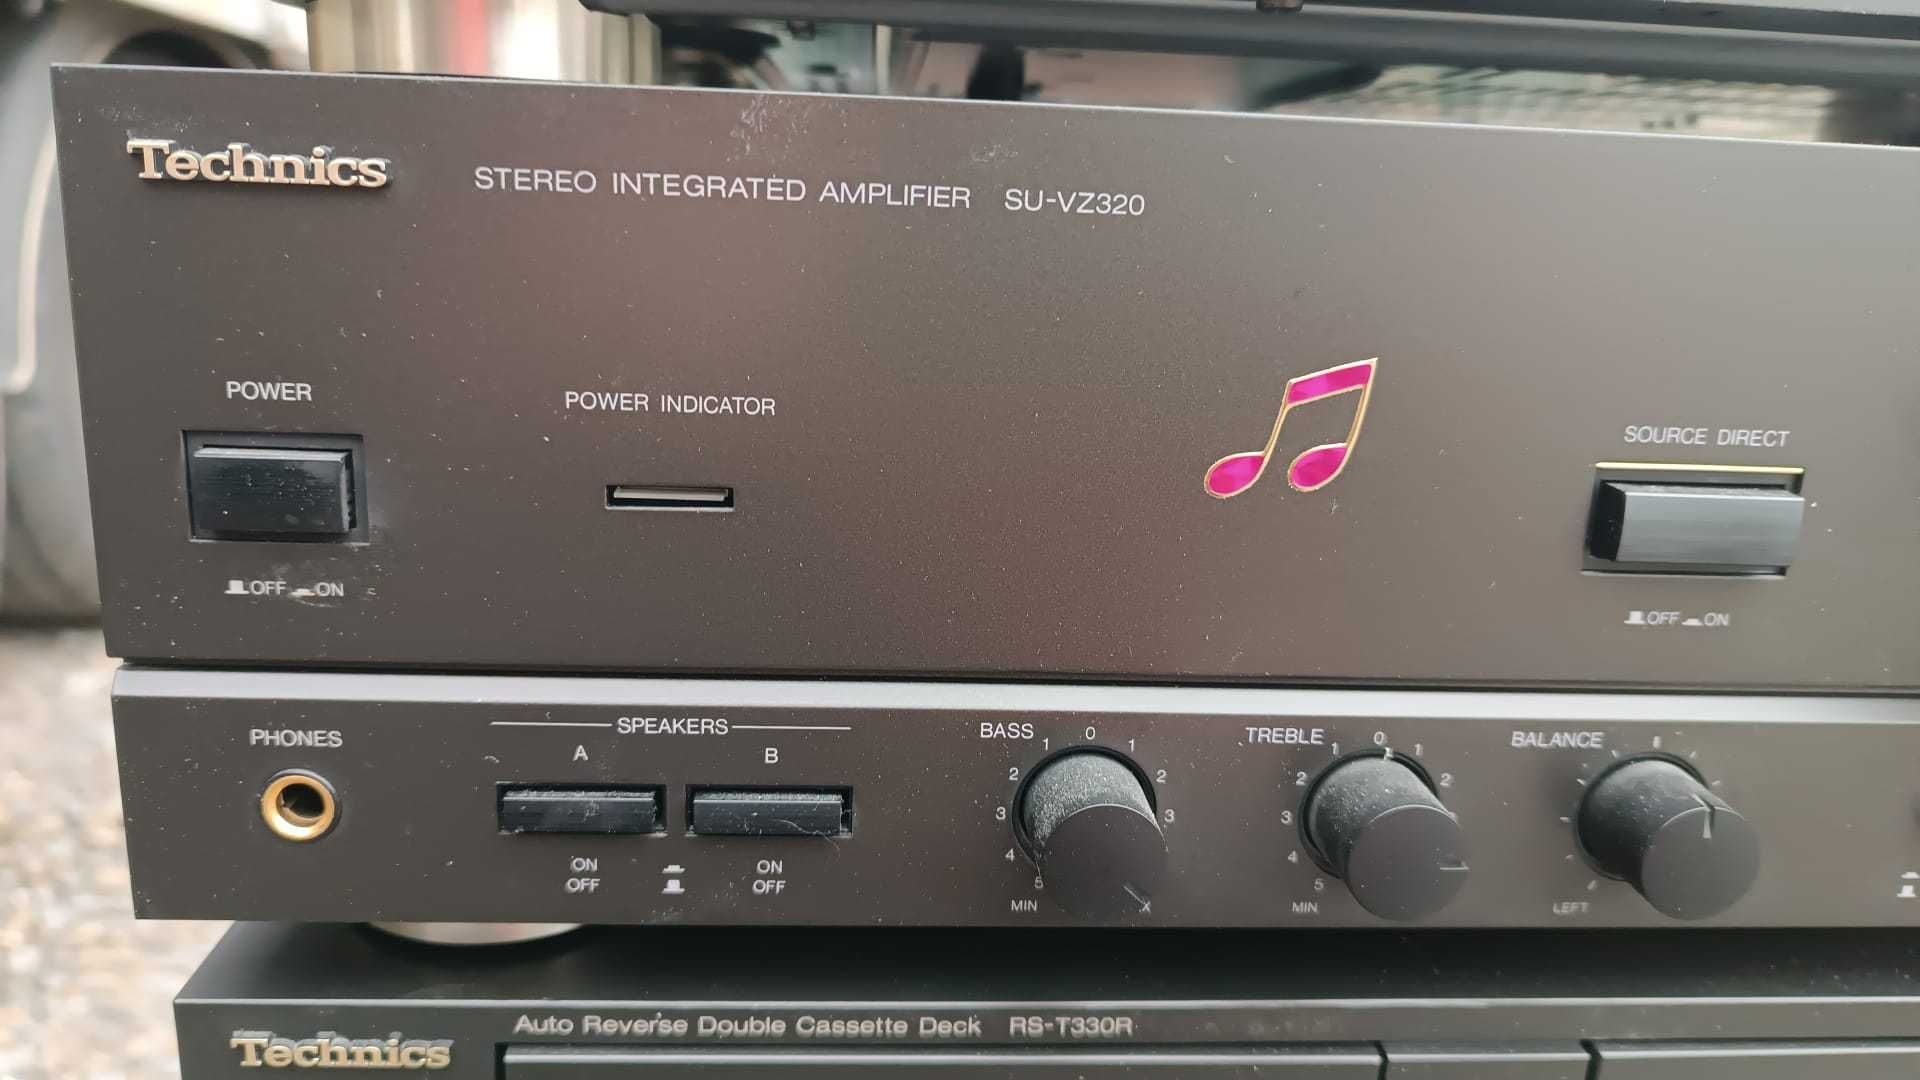 Technics
STEREO INTEGRATED AMPLIFIER SU-VZ320
POWER
POWER INDICATOR
SOURCE DIRECT
OFF ON
OFF ON
PHONES
SPEAKERS
A B
ON OFF
ON OFF
BASS
1 0 1
2 2
3 3
4
5
MIN
TREBLE
1 0 1
2 2
3
4
5
MIN
BALANCE
LEFT
Technics
Auto Reverse Double Cassette Deck RS-T330R